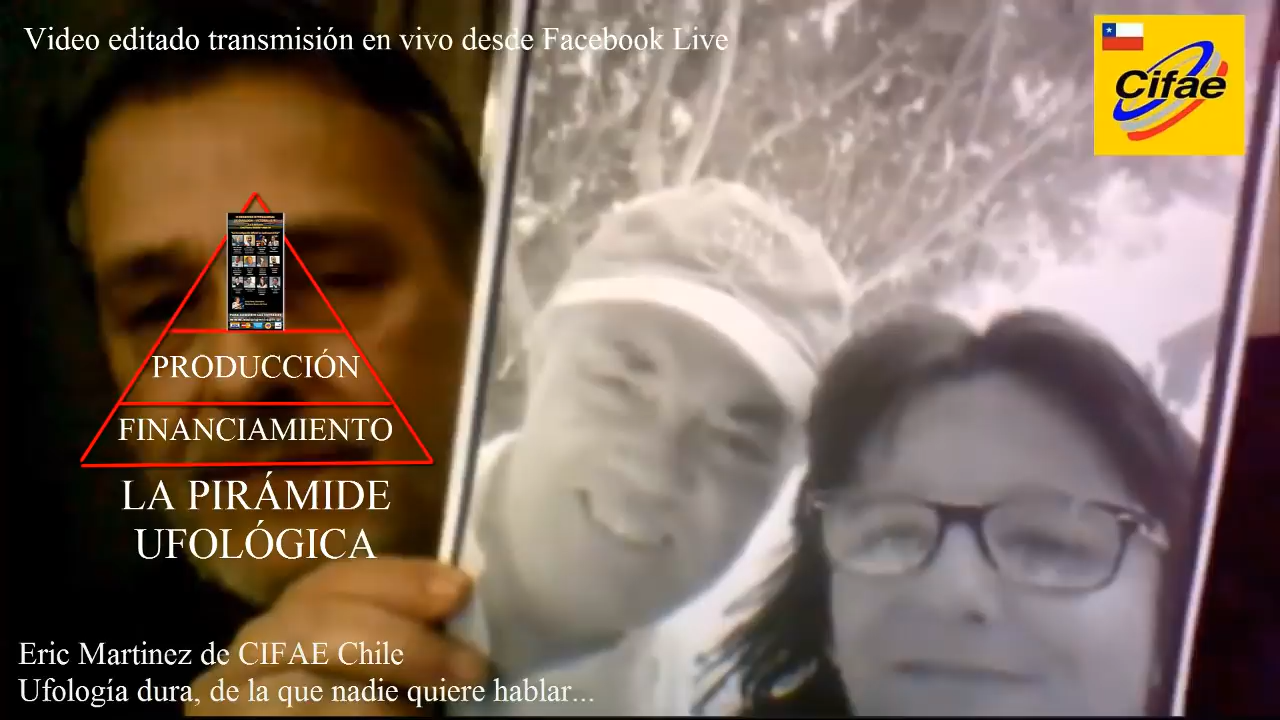 Video editado transmisión en vivo desde Facebook Live
Cifae
PRODUCCIÓN
FINANCIAMIENTO
LA PIRÁMIDE
UFOLÓGICA
Eric Martinez de CIFAE Chile
Ufología dura, de la que nadie quiere hablar...